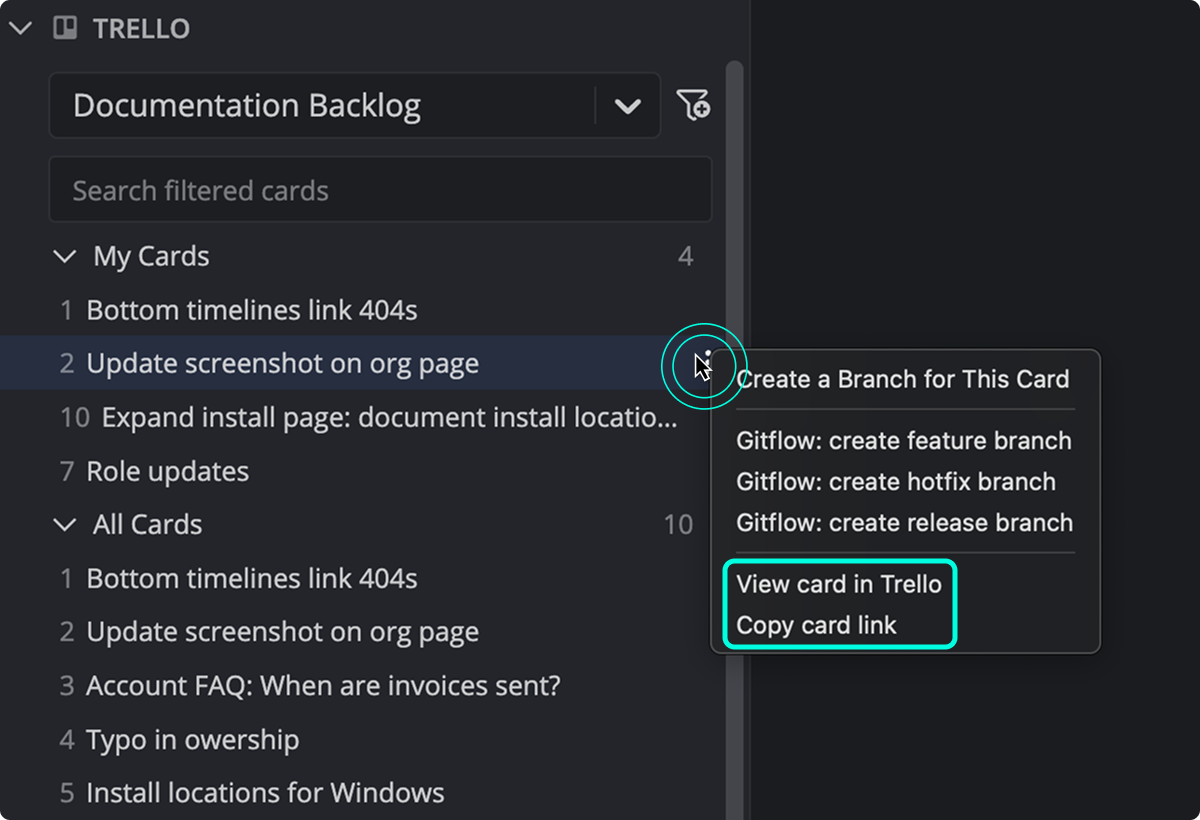 TRELLO
Documentation Backlog
Search filtered cards
My Cards 4
1 Bottom timelines link 404s
2 Update screenshot on org page
10 Expand install page: document install locatio...
7 Role updates
All Cards 10
1 Bottom timelines link 404s
2 Update screenshot on org page
3 Account FAQ: When are invoices sent?
4 Typo in owership
5 Install locations for Windows
Create a Branch for This Card
Gitflow: create feature branch
Gitflow: create hotfix branch
Gitflow: create release branch
View card in Trello
Copy card link